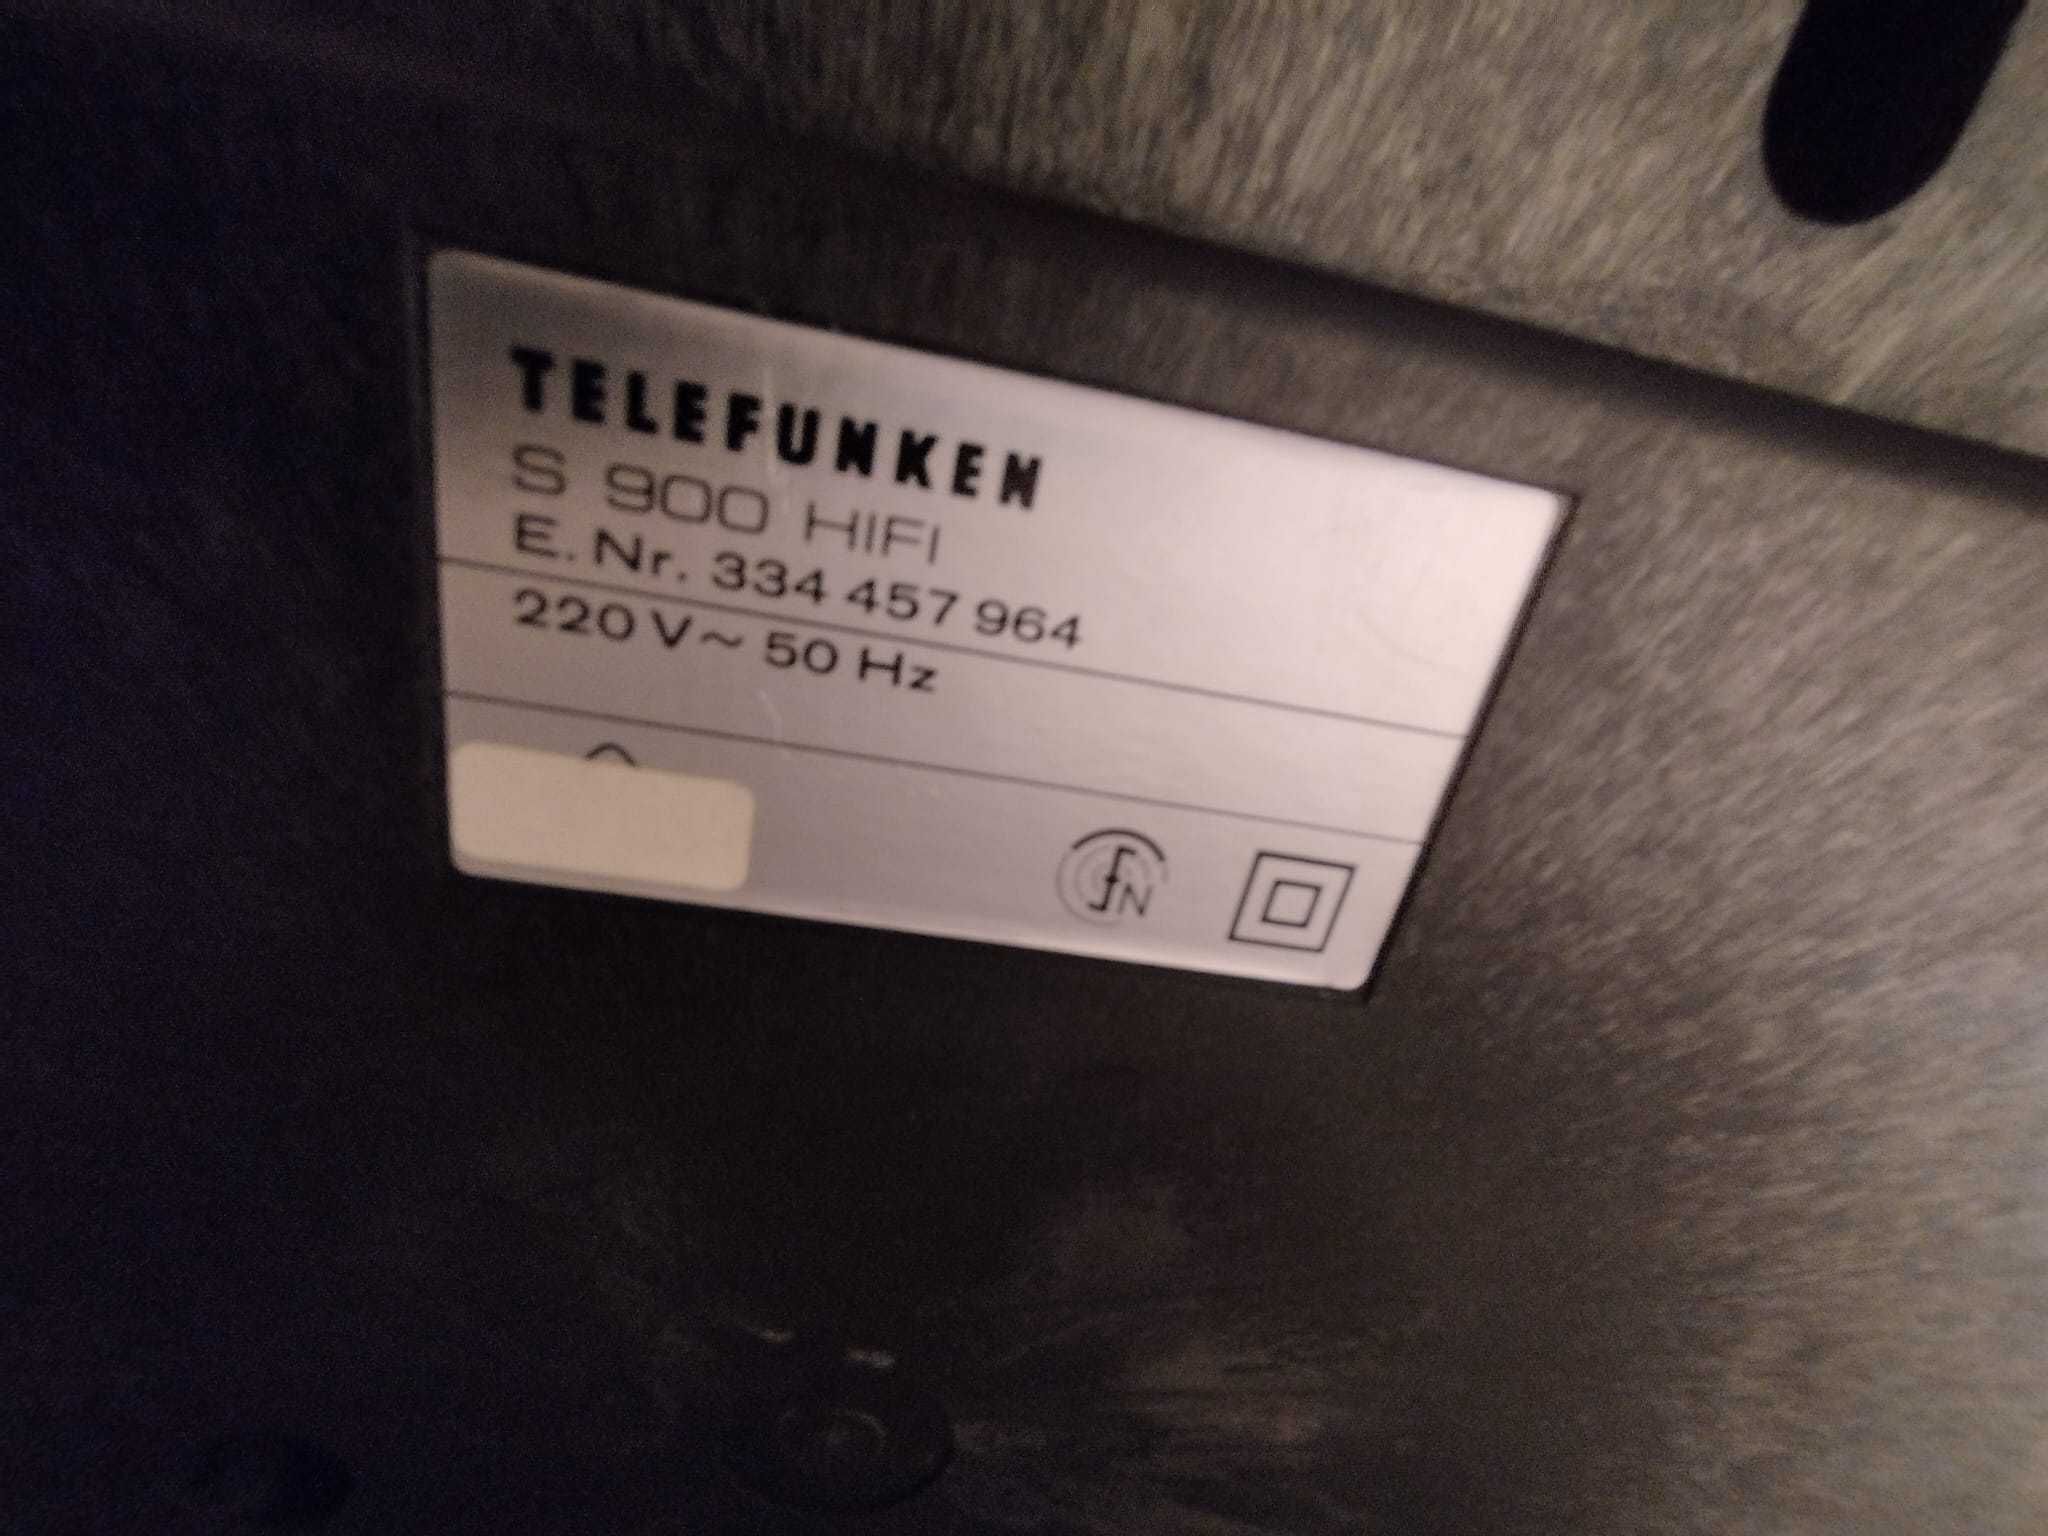 TELEFUNKEN
S 900 HIFI
E. Nr. 334 457 964
220 V~ 50 Hz